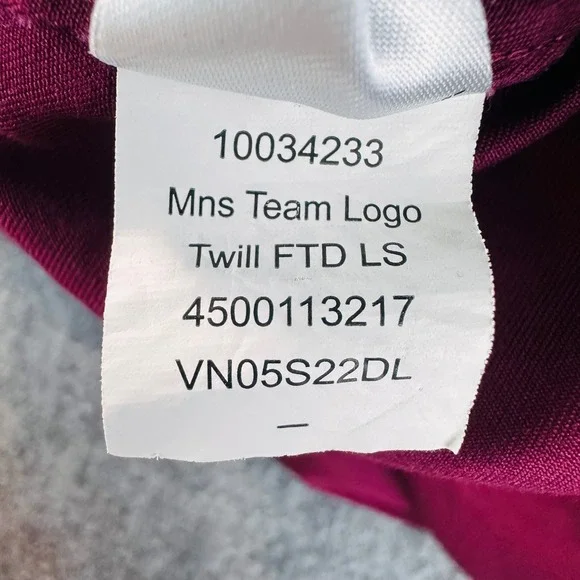 10034233
Mns Team Logo
Twill FTD LS
4500113217
VN05S22DL
—